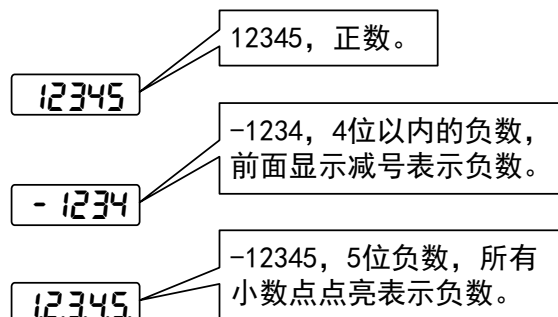 12345，正数。
12345
-1234，4位以内的负数，
前面显示减号表示负数。
- 1234
-12345，5位负数，所有
小数点点亮表示负数。
1.2.3.4.5.